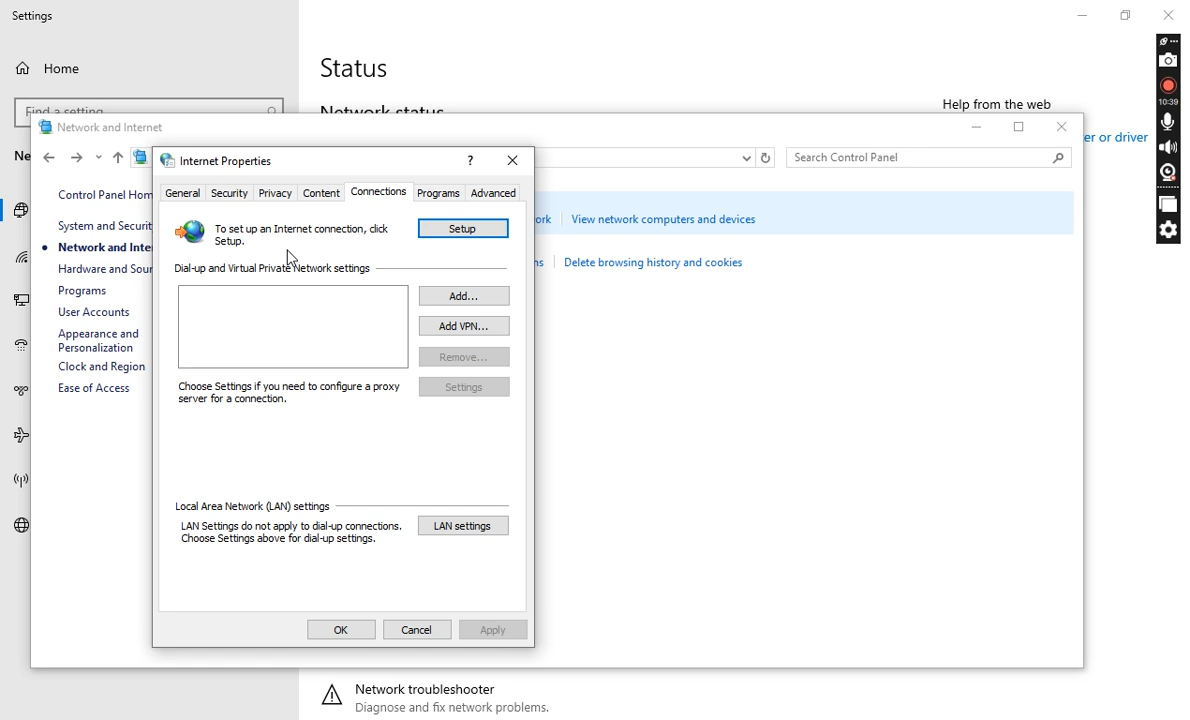 Settings
Home
Find a setting
Ne
Status
Network status
Help from the web
er or driver
10:39
Network and Internet
Search Control Panel
Control Panel Hom
System and Securit
Network and Inte
Hardware and Soun
Programs
User Accounts
Appearance and
Personalization
Clock and Region
Ease of Access
ork
View network computers and devices
ns
Delete browsing history and cookies
Internet Properties
?
General
Security
Privacy
Content
Connections
Programs
Advanced
To set up an Internet connection, click
Setup.
Setup
Dial-up and Virtual Private Network settings
Add...
Add VPN...
Remove...
Choose Settings if you need to configure a proxy
server for a connection.
Settings
Local Area Network (LAN) settings
LAN Settings do not apply to dial-up connections.
Choose Settings above for dial-up settings.
LAN settings
OK
Cancel
Apply
Network troubleshooter
Diagnose and fix network problems.